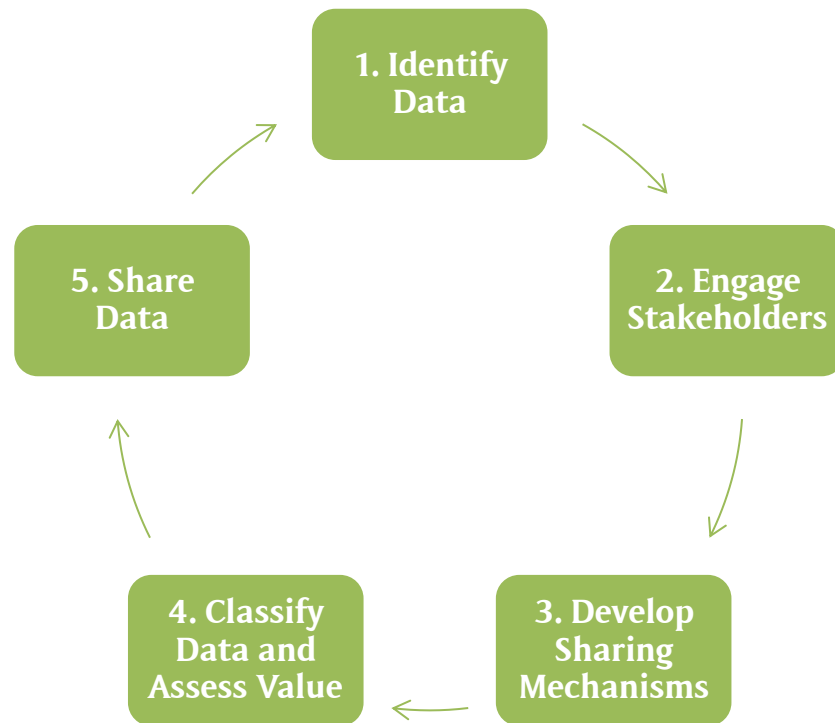 1. Identify
Data
2. Engage
Stakeholders
3. Develop
Sharing
Mechanisms
4. Classify
Data and
Assess Value
5. Share
Data